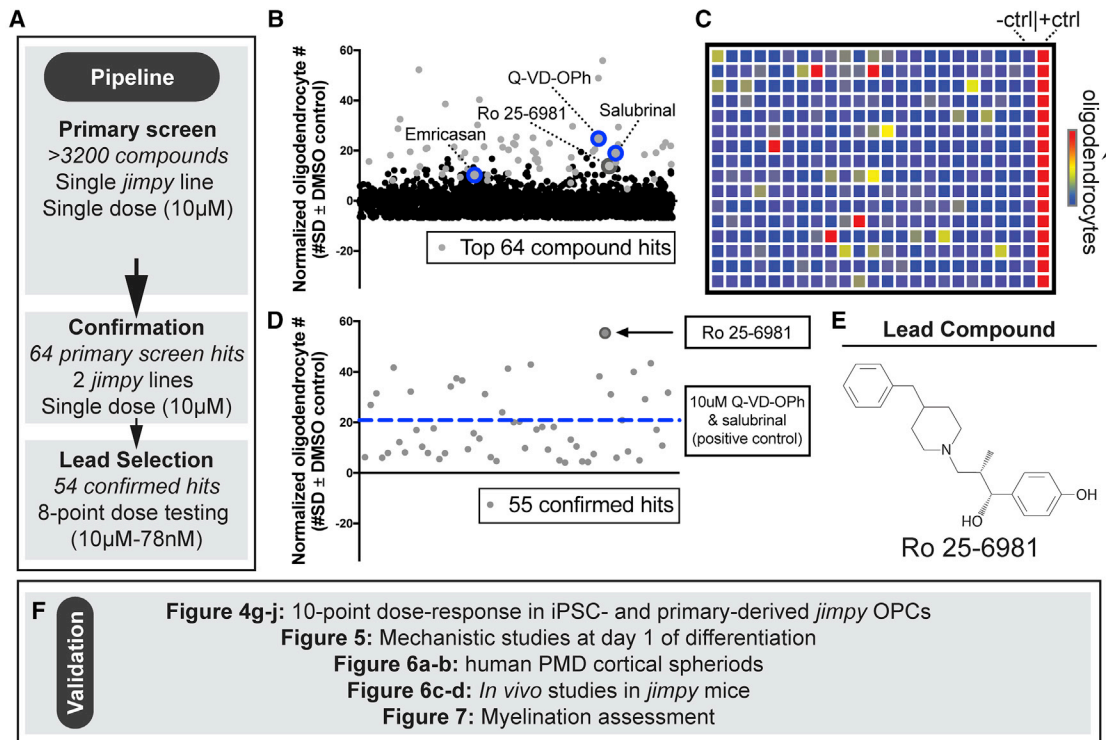 A
Pipeline
Primary screen
>3200 compounds
Single jimpy line
Single dose (10µM)
Confirmation
64 primary screen hits
2 jimpy lines
Single dose (10µM)
Lead Selection
54 confirmed hits
8-point dose testing
(10µM-78nM)
B
Normalized oligodendrocyte #
(#SD ± DMSO control)
60
40
20
0
-20
Q-VD-OPh
Ro 25-6981
Salubrinal
Emricasan
Top 64 compound hits
C
-ctrl|+ctrl
oligodendrocytes
D
Normalized oligodendrocyte #
(#SD ± DMSO control)
60
40
20
0
-20
Ro 25-6981
10uM Q-VD-OPh
& salubrinal
(positive control)
55 confirmed hits
E
Lead Compound
N
OH
HO
Ro 25-6981
F
Validation
Figure 4g-j: 10-point dose-response in iPSC- and primary-derived jimpy OPCs
Figure 5: Mechanistic studies at day 1 of differentiation
Figure 6a-b: human PMD cortical spheriods
Figure 6c-d: In vivo studies in jimpy mice
Figure 7: Myelination assessment